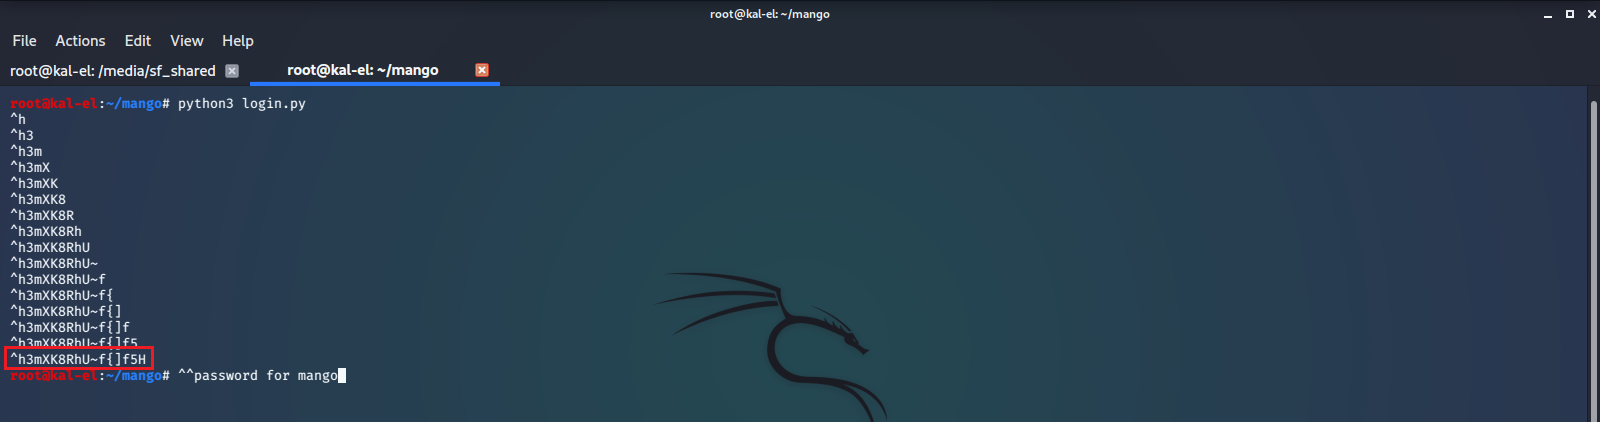 root@kal-el: ~/mango
File Actions Edit View Help
root@kal-el: /media/sf_shared root@kal-el: ~/mango
root@kal-el:~/mango# python3 login.py
^h
^h3
^h3m
^h3mX
^h3mXK
^h3mXK8
^h3mXK8R
^h3mXK8Rh
^h3mXK8RhU
^h3mXK8RhU~
^h3mXK8RhU~f
^h3mXK8RhU~f{
^h3mXK8RhU~f{]
^h3mXK8RhU~f{]f
^h3mXK8RhU~f{]f5
^h3mXK8RhU~f{]f5H
root@kal-el:~/mango# ^^password for mango